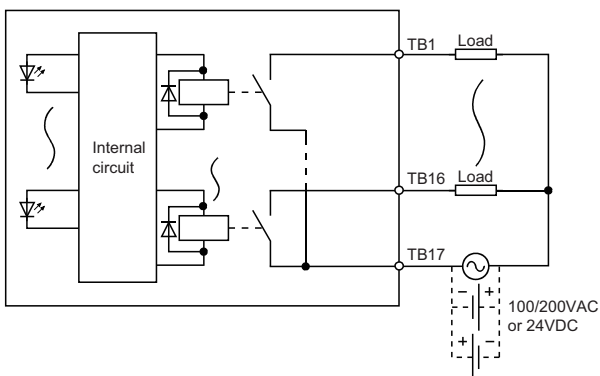 TB1
Load
Internal
circuit
TB16
Load
TB17
− +
100/200VAC
or 24VDC
+ −